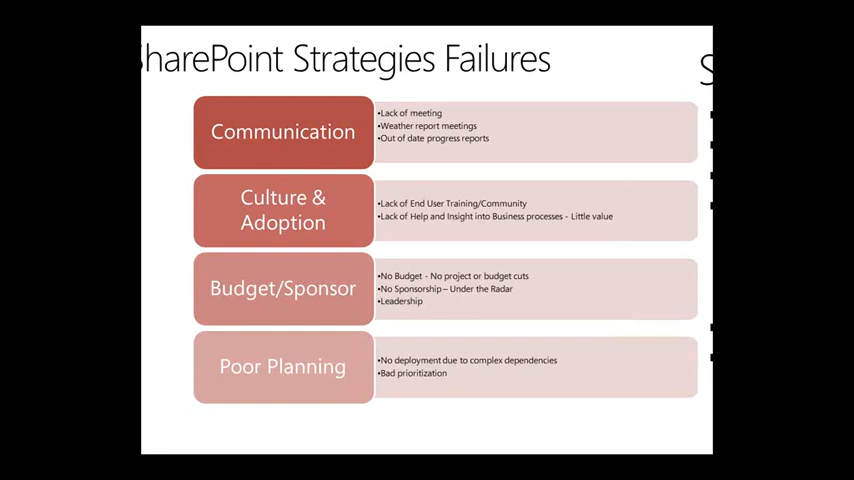 SharePoint Strategies Failures
Communication
•Lack of meeting
•Weather report meetings
•Out of date progress reports
Culture &
Adoption
•Lack of End User Training/Community
•Lack of Help and Insight into Business processes - Little value
Budget/Sponsor
•No Budget - No project or budget cuts
•No Sponsorship – Under the Radar
•Leadership
Poor Planning
•No deployment due to complex dependencies
•Bad prioritization